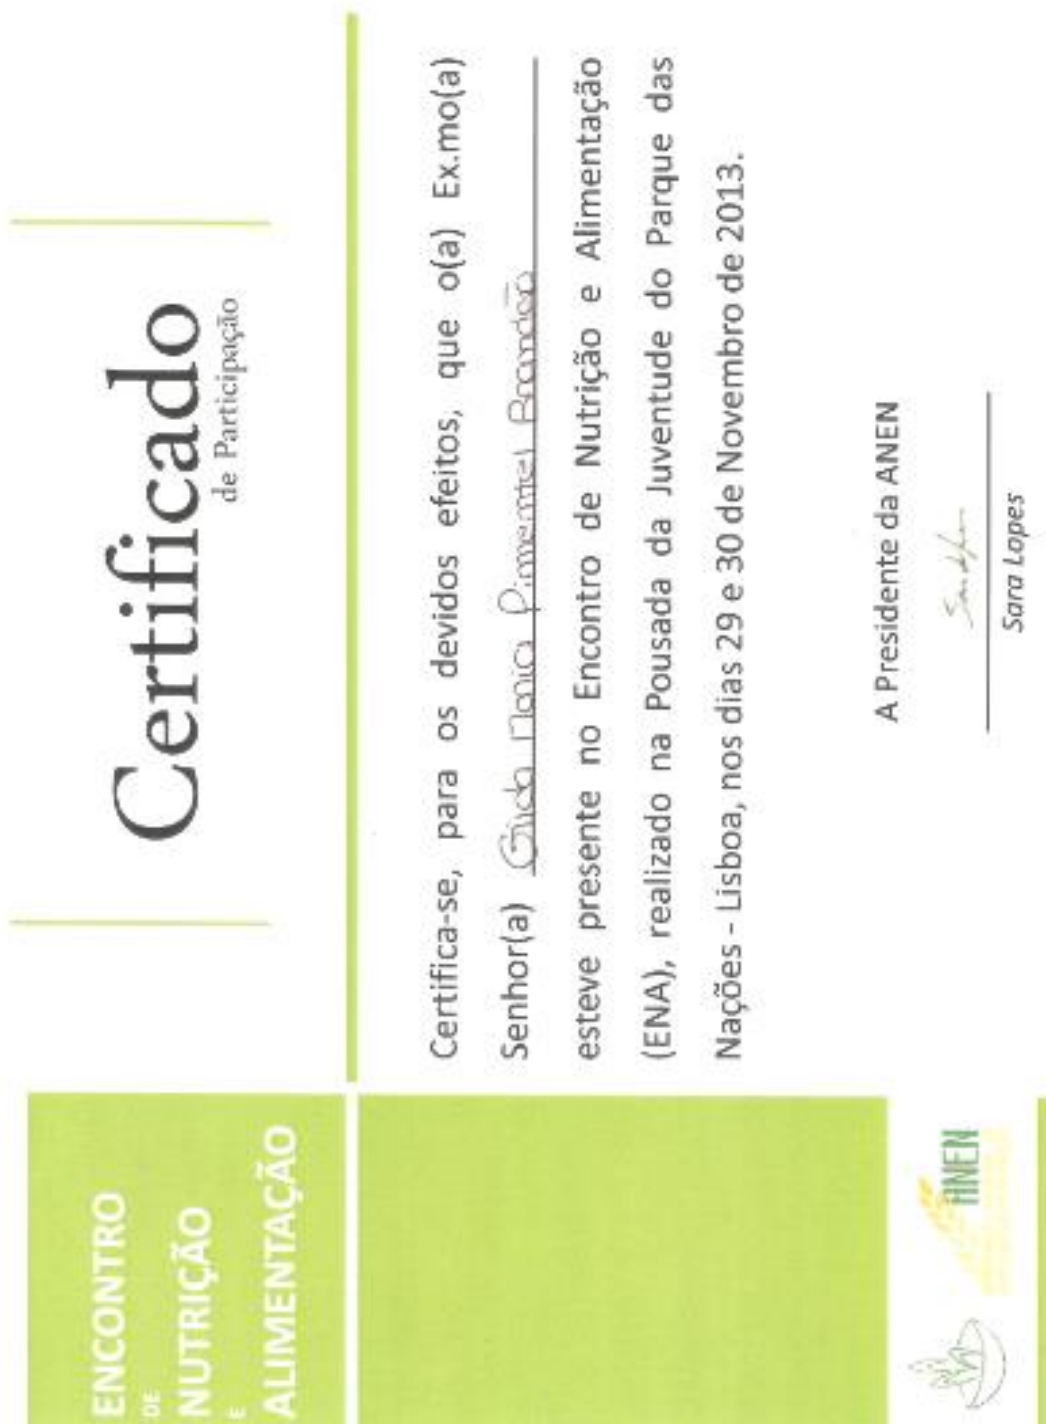 ENCONTRO
DE
NUTRIÇÃO
E
ALIMENTAÇÃO
Certificado
de Participação
Certifica-se, para os devidos efeitos, que o(a) Ex.mo(a)
Senhor(a) Gilda Maria Pimentel Brandão
esteve presente no Encontro de Nutrição e Alimentação
(ENA), realizado na Pousada da Juventude do Parque das
Nações - Lisboa, nos dias 29 e 30 de Novembro de 2013.
A Presidente da ANEN
Sara Lopes
ANEN